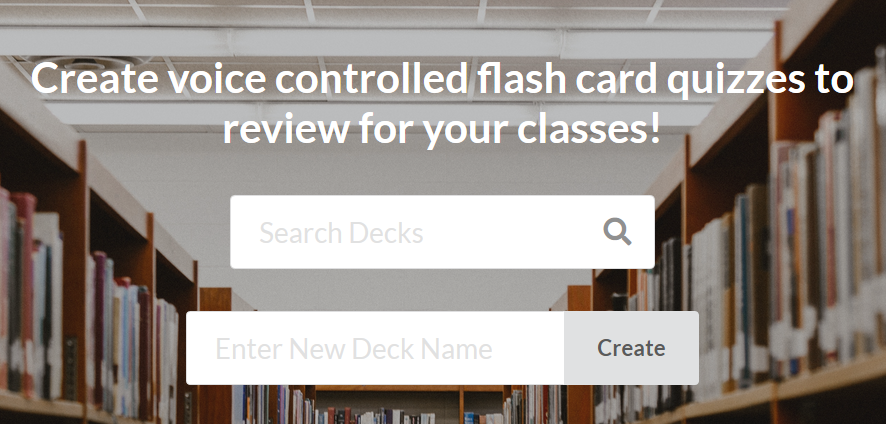 Create voice controlled flash card quizzes to
review for your classes!
Search Decks
Enter New Deck Name
Create